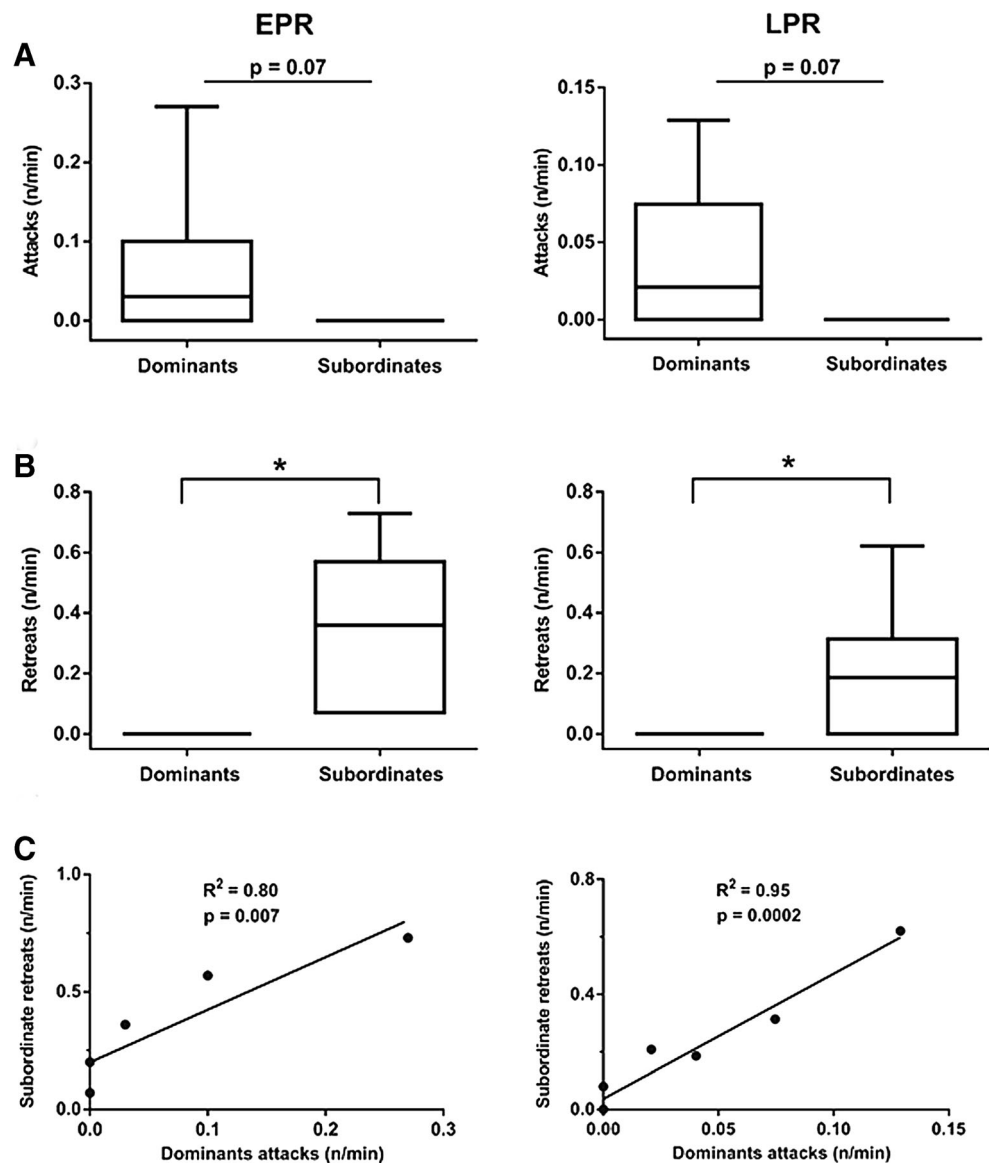 EPR
LPR
A
p = 0.07
p = 0.07
Attacks (n/min)
0.3
0.2
0.1
0.0
Dominants Subordinates
Attacks (n/min)
0.15
0.10
0.05
0.00
Dominants Subordinates
B
*
*
Retreats (n/min)
0.8
0.6
0.4
0.2
0.0
Dominants Subordinates
Retreats (n/min)
0.8
0.6
0.4
0.2
0.0
Dominants Subordinates
C
Subordinate retreats (n/min)
1.0
0.5
0.0
R² = 0.80
p = 0.007
0.0 0.1 0.2 0.3
Dominants attacks (n/min)
Subordinate retreats (n/min)
0.8
0.4
0.0
R² = 0.95
p = 0.0002
0.00 0.05 0.10 0.15
Dominants attacks (n/min)